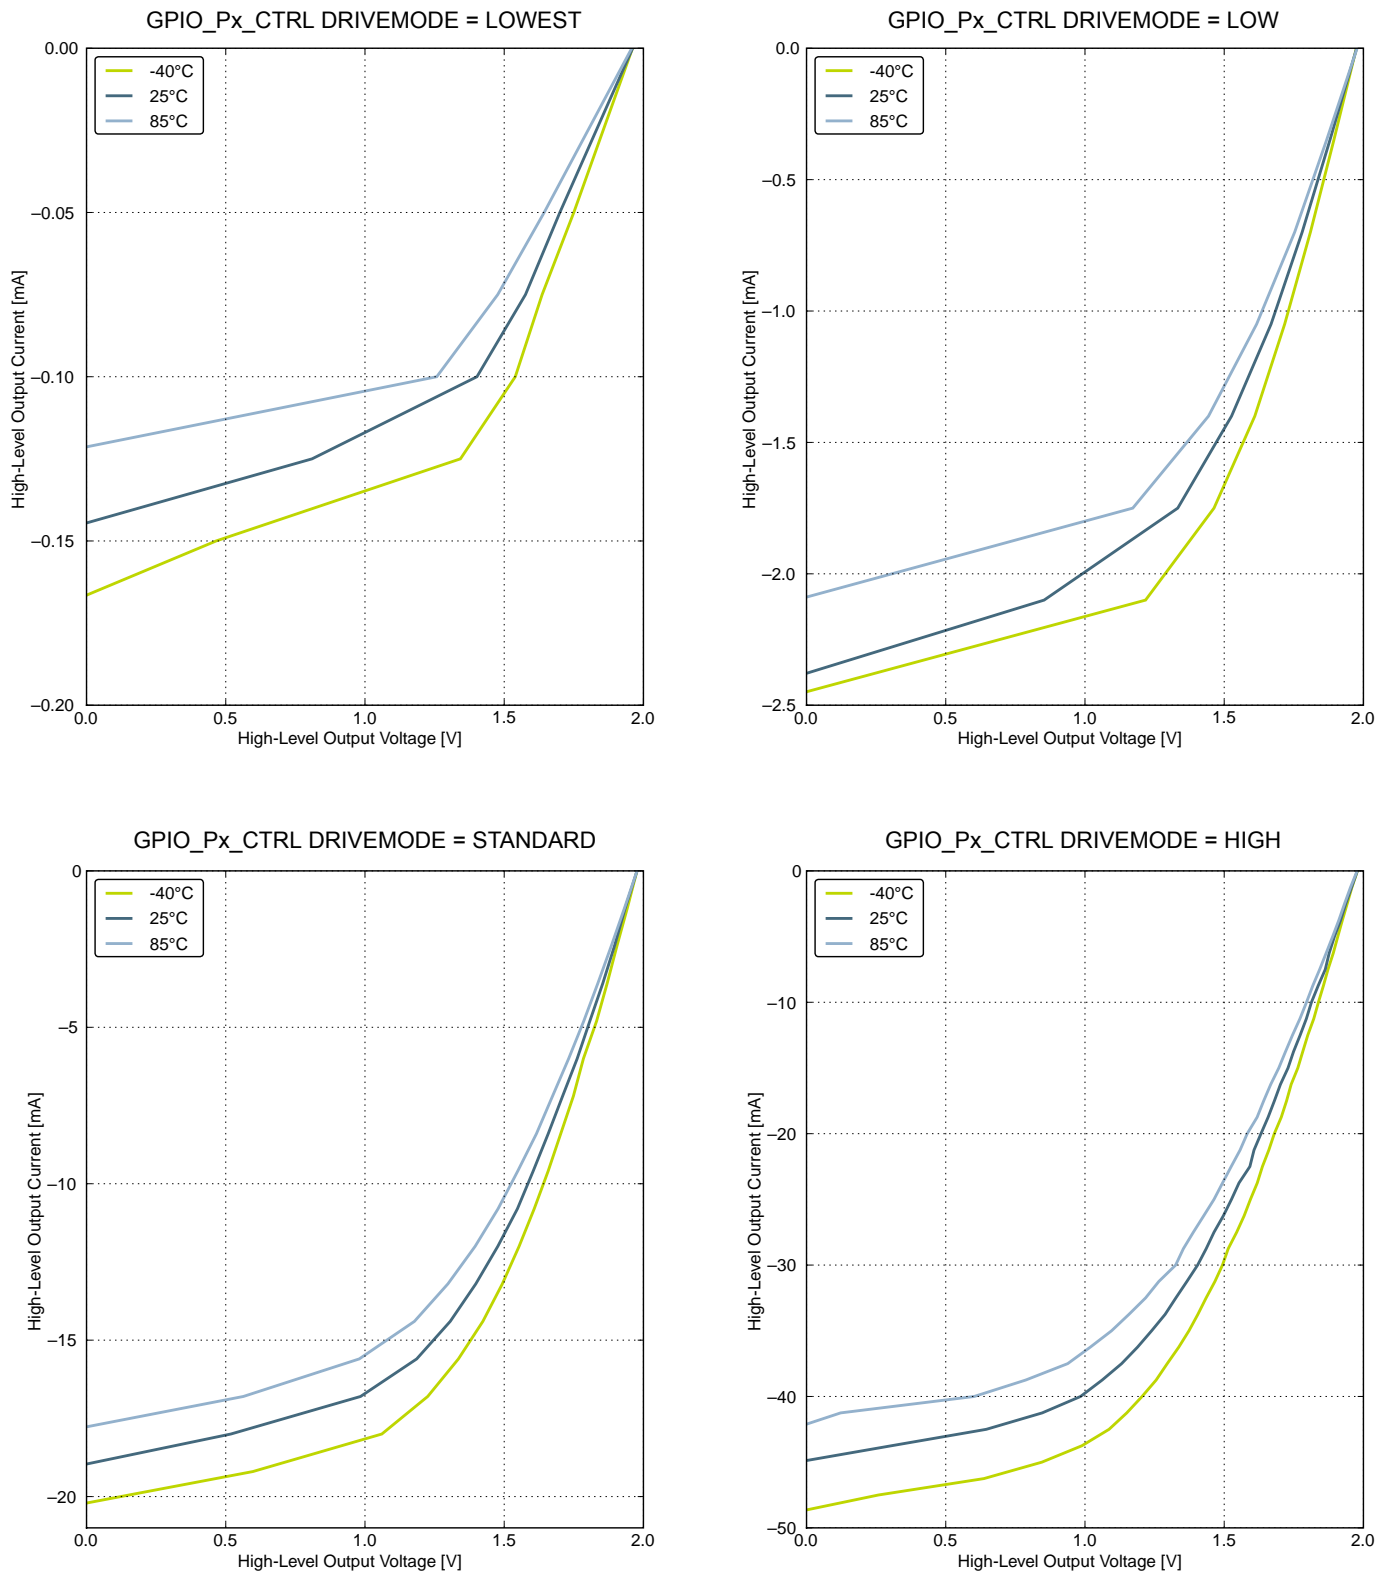 GPIO_Px_CTRL DRIVEMODE = LOWEST
0.00
–0.05
–0.10
–0.15
–0.20
High-Level Output Current [mA]
-40°C
25°C
85°C
0.0 0.5 1.0 1.5 2.0
High-Level Output Voltage [V]
GPIO_Px_CTRL DRIVEMODE = LOW
0.0
–0.5
–1.0
–1.5
–2.0
–2.5
High-Level Output Current [mA]
-40°C
25°C
85°C
0.0 0.5 1.0 1.5 2.0
High-Level Output Voltage [V]
GPIO_Px_CTRL DRIVEMODE = STANDARD
0
–5
–10
–15
–20
High-Level Output Current [mA]
-40°C
25°C
85°C
0.0 0.5 1.0 1.5 2.0
High-Level Output Voltage [V]
GPIO_Px_CTRL DRIVEMODE = HIGH
0
–10
–20
–30
–40
–50
High-Level Output Current [mA]
-40°C
25°C
85°C
0.0 0.5 1.0 1.5 2.0
High-Level Output Voltage [V]